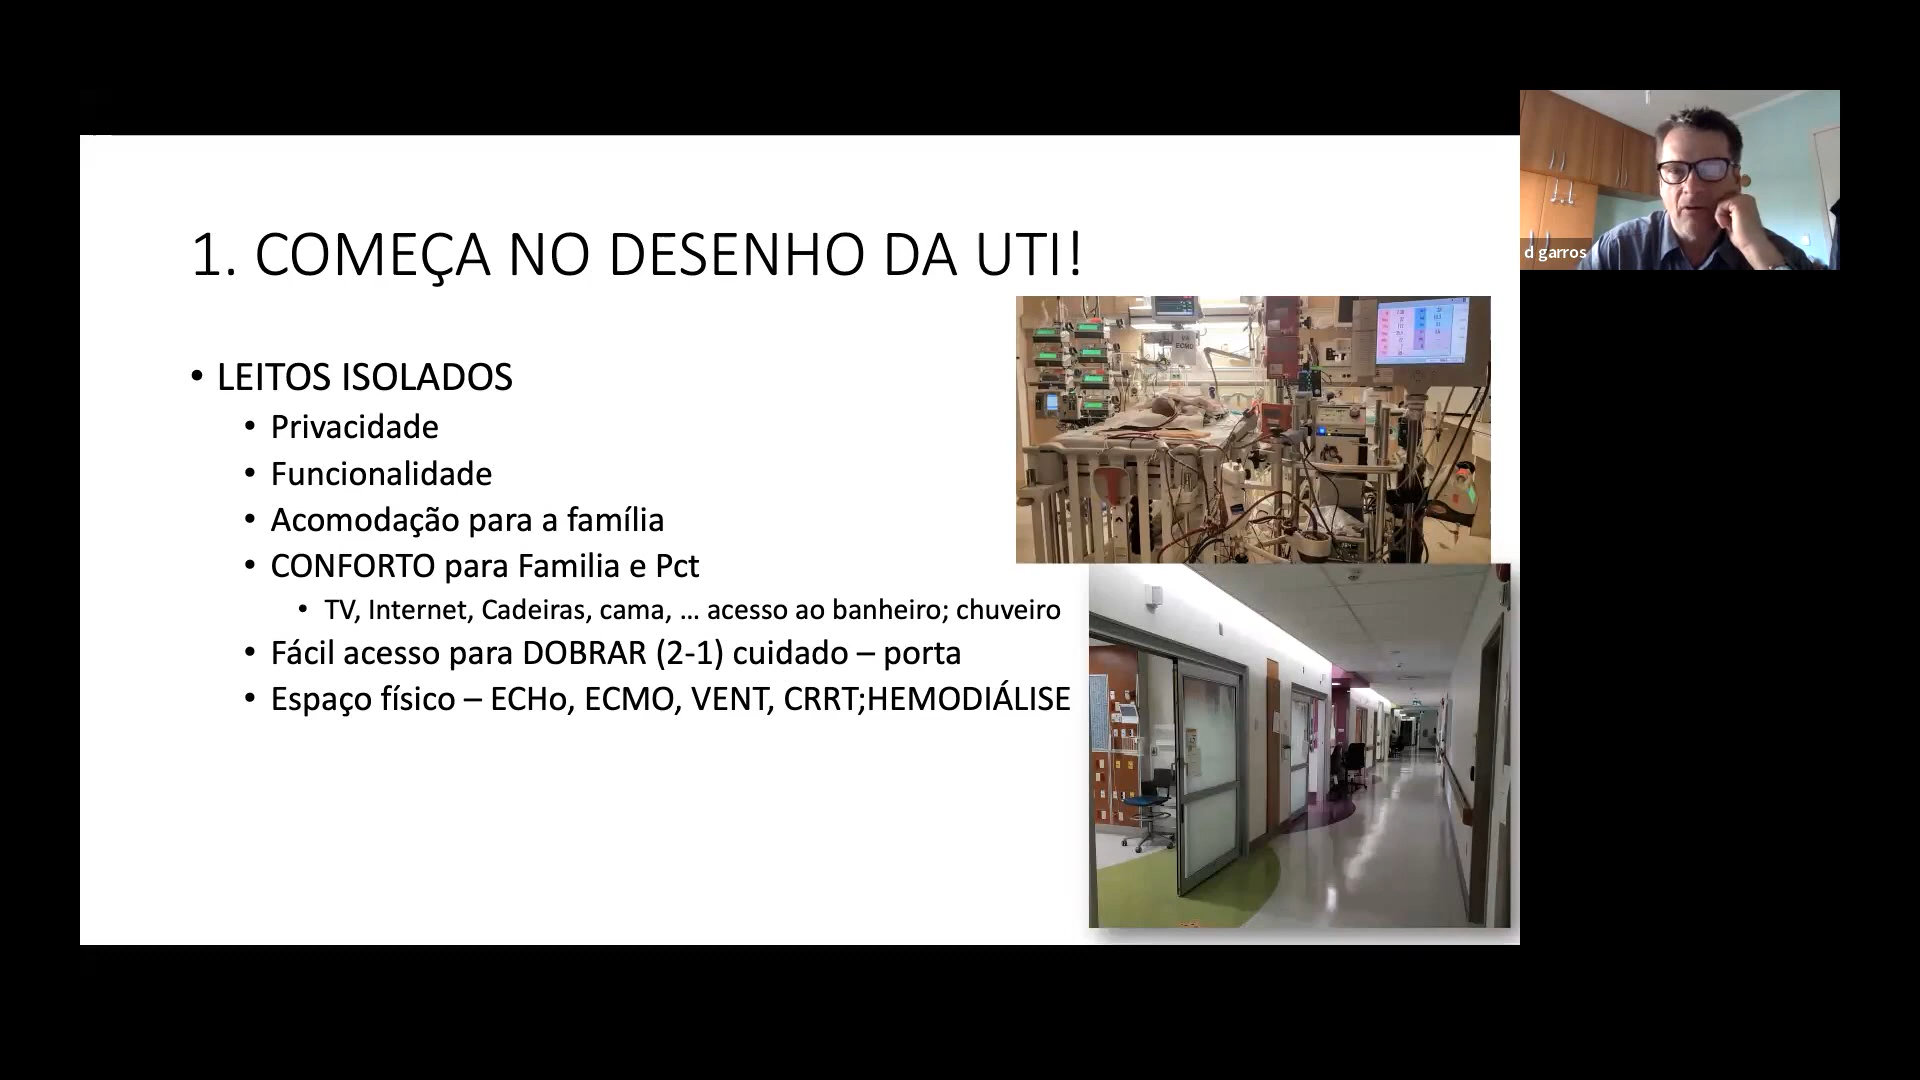 1. COMEÇA NO DESENHO DA UTI!
• LEITOS ISOLADOS
• Privacidade
• Funcionalidade
• Acomodação para a família
• CONFORTO para Familia e Pct
• TV, Internet, Cadeiras, cama, ... acesso ao banheiro; chuveiro
• Fácil acesso para DOBRAR (2-1) cuidado – porta
• Espaço físico – ECHo, ECMO, VENT, CRRT;HEMODIÁLISE
ECMO
d garros